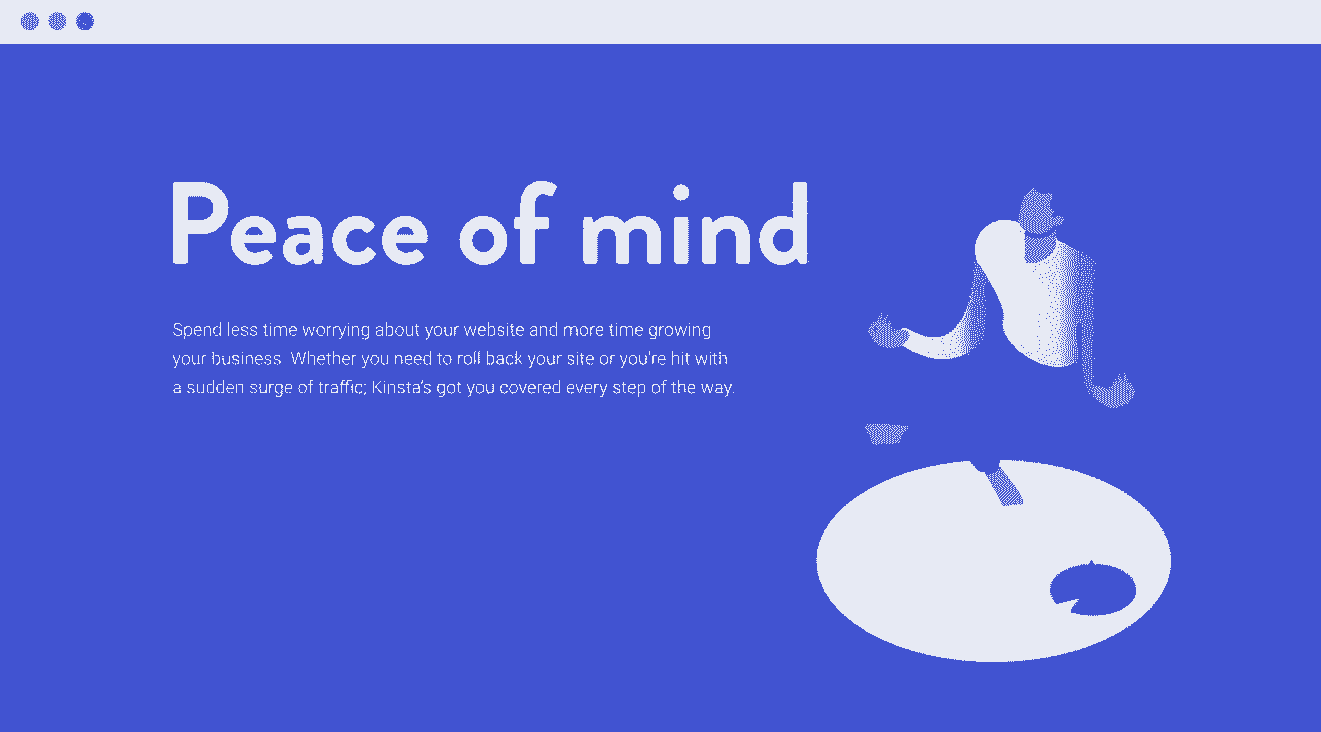 Peace of mind
Spend less time worrying about your website and more time growing
your business. Whether you need to roll back your site or you're hit with
a sudden surge of traffic; Kinsta's got you covered every step of the way.